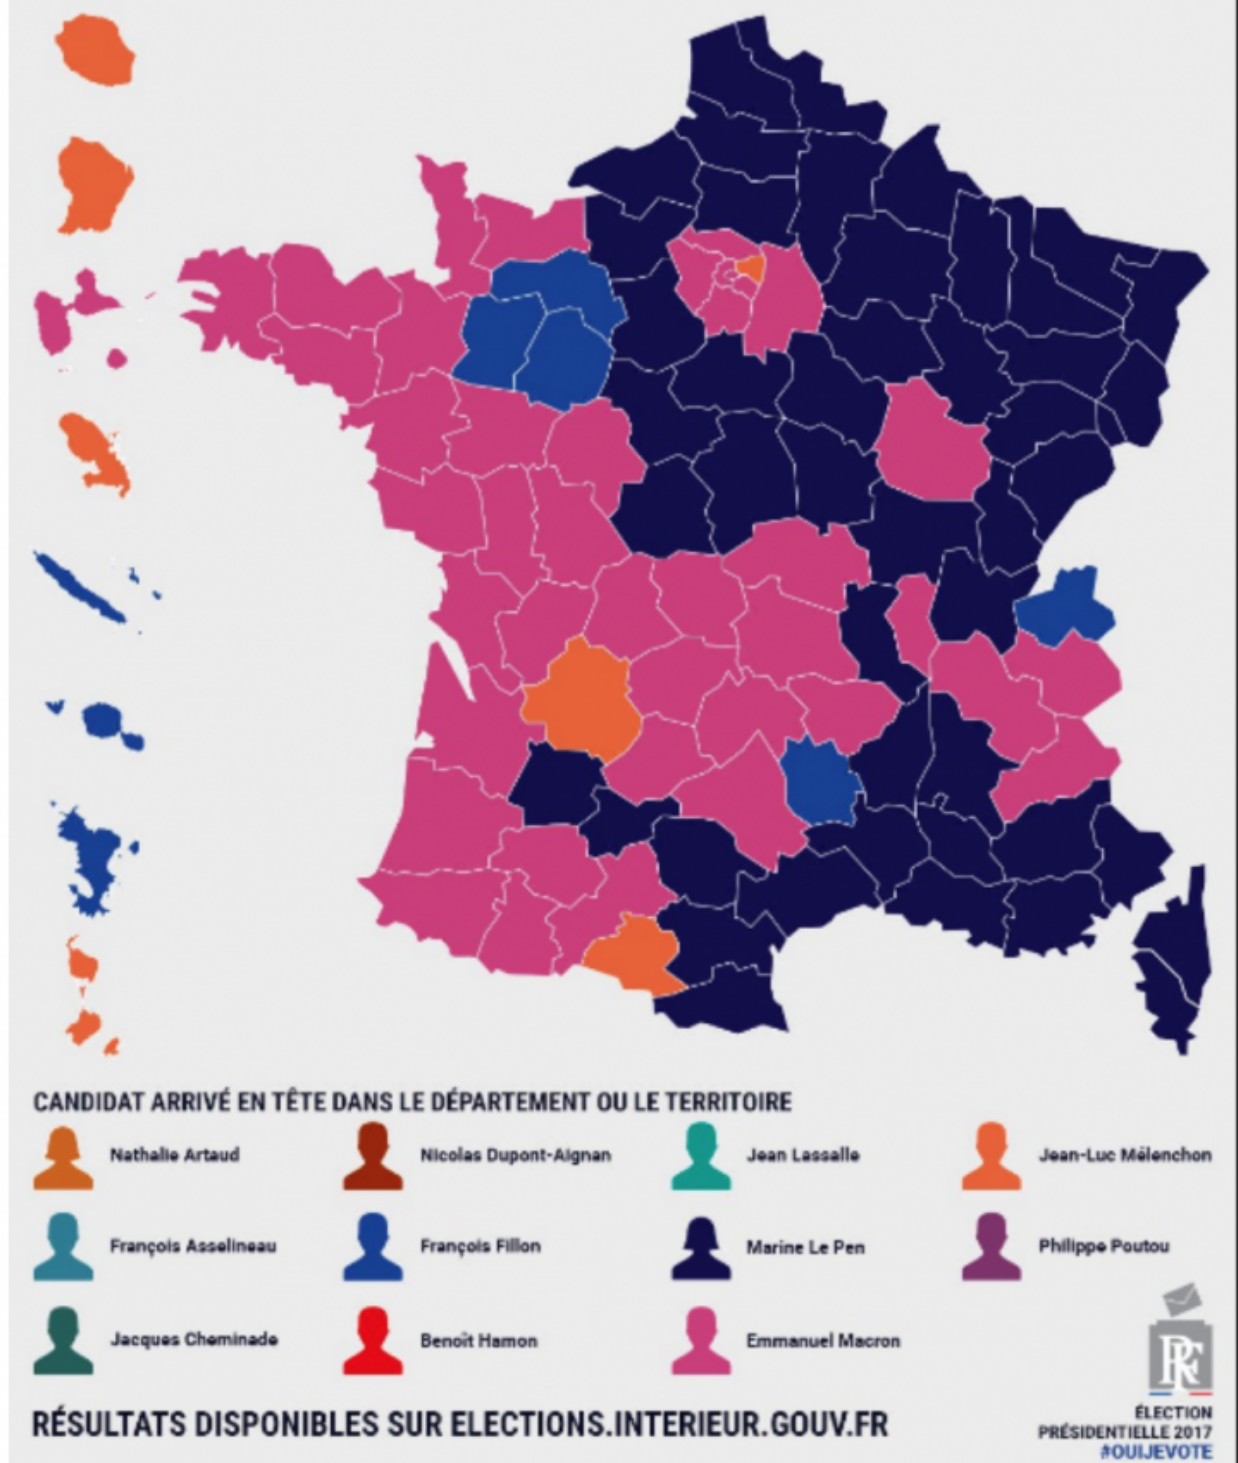 CANDIDAT ARRIVÉ EN TÊTE DANS LE DÉPARTEMENT OU LE TERRITOIRE
Nathalie Artaud
Nicolas Dupont-Aignan
Jean Lassalle
Jean-Luc Mélenchon
François Asselineau
François Fillon
Marine Le Pen
Philippe Poutou
Jacques Cheminade
Benoît Hamon
Emmanuel Macron
RF
RÉSULTATS DISPONIBLES SUR ELECTIONS.INTERIEUR.GOUV.FR
ÉLECTION
PRÉSIDENTIELLE 2017
#OUIJEVOTE